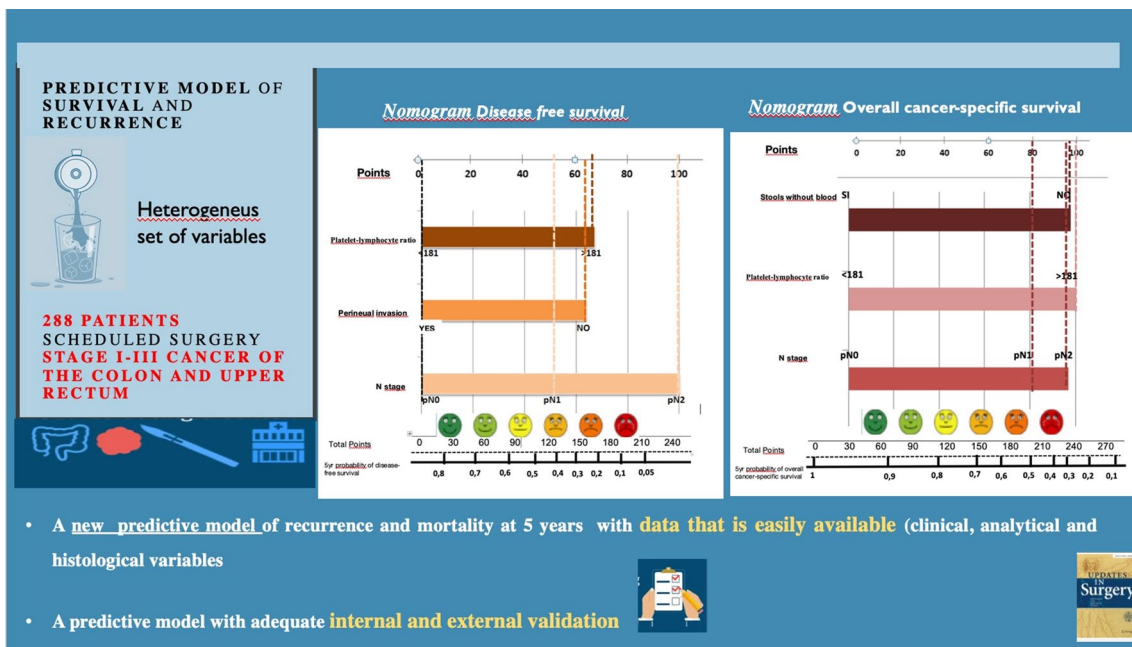 PREDICTIVE MODEL OF
SURVIVAL AND
RECURRENCE
Heterogeneus
set of variables
288 PATIENTS
SCHEDULED SURGERY
STAGE I-III CANCER OF
THE COLON AND UPPER
RECTUM
Nomogram Disease free survival
Points
0 20 40 60 80 100
Platelet-lymphocyte ratio
<181 >181
Perineual invasion
YES NO
N stage
pN0 pN1 pN2
Total Points
0 30 60 90 120 150 180 210 240
5yr probability of disease-
free survival
0,8 0,7 0,6 0,5 0,4 0,3 0,2 0,1 0,05
Nomogram Overall cancer-specific survival
Points
0 20 40 60 80 100
Stools without blood SI NO
Platelet-lymphocyte ratio <181 >181
N stage pN0 pN1 pN2
Total Points
0 30 60 90 120 150 180 210 240 270
5yr probability of overall
cancer-specific survival
1 0,9 0,8 0,7 0,6 0,5 0,4 0,3 0,2 0,1
• A new predictive model of recurrence and mortality at 5 years with data that is easily available (clinical, analytical and
histological variables
• A predictive model with adequate internal and external validation
UPDATES
IN
Surgery